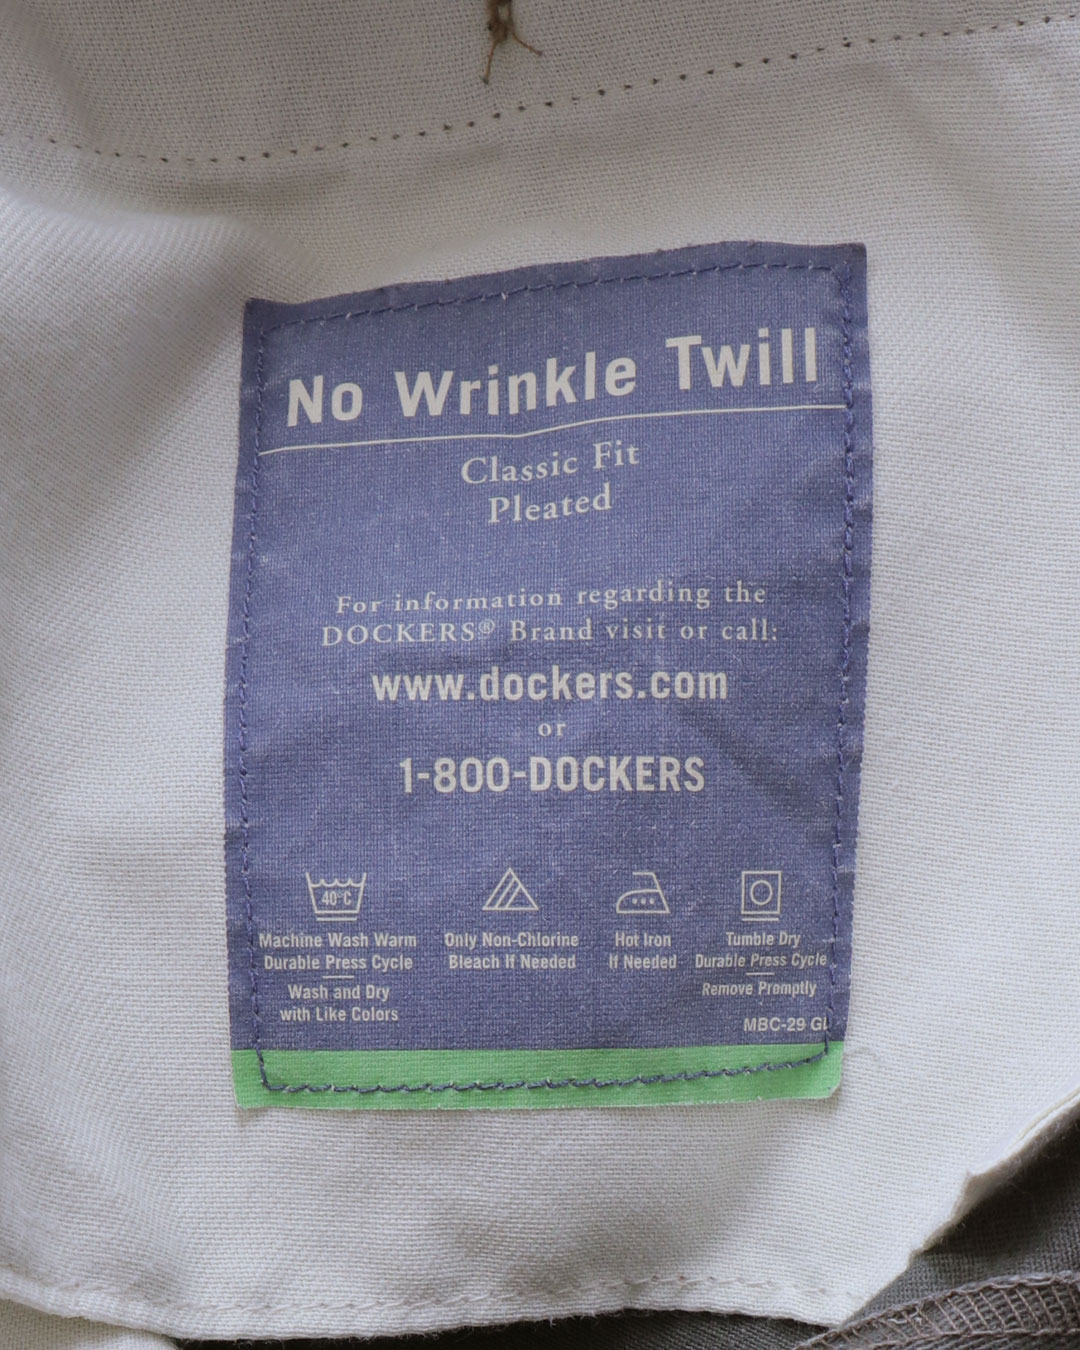 No Wrinkle Twill
Classic Fit
Pleated
For information regarding the
DOCKERS® Brand visit or call:
www.dockers.com
or
1-800-DOCKERS
40°C
Machine Wash Warm
Durable Press Cycle
Wash and Dry
with Like Colors
Only Non-Chlorine
Bleach If Needed
Hot Iron
If Needed
Tumble Dry
Durable Press Cycle
Remove Promptly
MBC-29